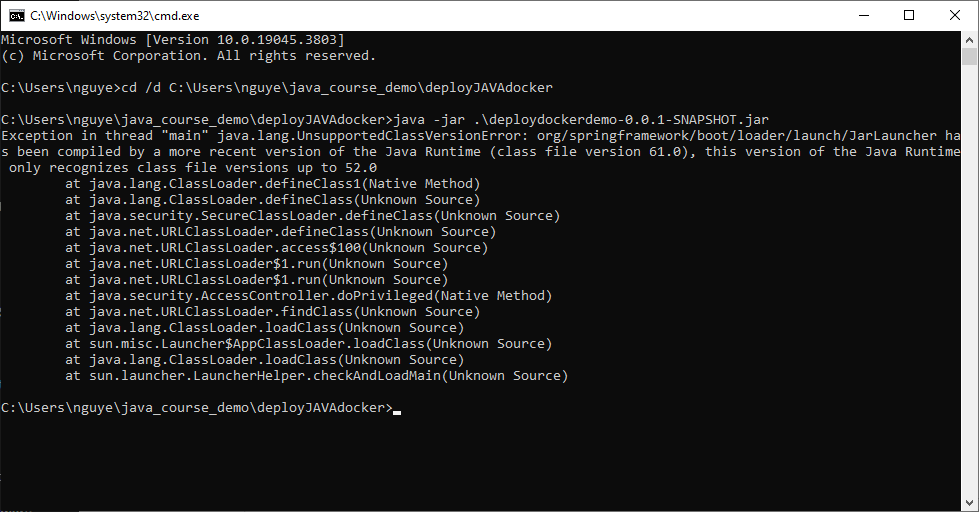 C:\Windows\system32\cmd.exe
Microsoft Windows [Version 10.0.19045.3803]
(c) Microsoft Corporation. All rights reserved.
C:\Users\nguye>cd /d C:\Users\nguye\java_course_demo\deployJAVAdocker
C:\Users\nguye\java_course_demo\deployJAVAdocker>java -jar .\deploydockerdemo-0.0.1-SNAPSHOT.jar
Exception in thread "main" java.lang.UnsupportedClassVersionError: org/springframework/boot/loader/launch/JarLauncher ha
s been compiled by a more recent version of the Java Runtime (class file version 61.0), this version of the Java Runtime
 only recognizes class file versions up to 52.0
        at java.lang.ClassLoader.defineClass1(Native Method)
        at java.lang.ClassLoader.defineClass(Unknown Source)
        at java.security.SecureClassLoader.defineClass(Unknown Source)
        at java.net.URLClassLoader.defineClass(Unknown Source)
        at java.net.URLClassLoader.access$100(Unknown Source)
        at java.net.URLClassLoader$1.run(Unknown Source)
        at java.net.URLClassLoader$1.run(Unknown Source)
        at java.security.AccessController.doPrivileged(Native Method)
        at java.net.URLClassLoader.findClass(Unknown Source)
        at java.lang.ClassLoader.loadClass(Unknown Source)
        at sun.misc.Launcher$AppClassLoader.loadClass(Unknown Source)
        at java.lang.ClassLoader.loadClass(Unknown Source)
        at sun.launcher.LauncherHelper.checkAndLoadMain(Unknown Source)
C:\Users\nguye\java_course_demo\deployJAVAdocker>